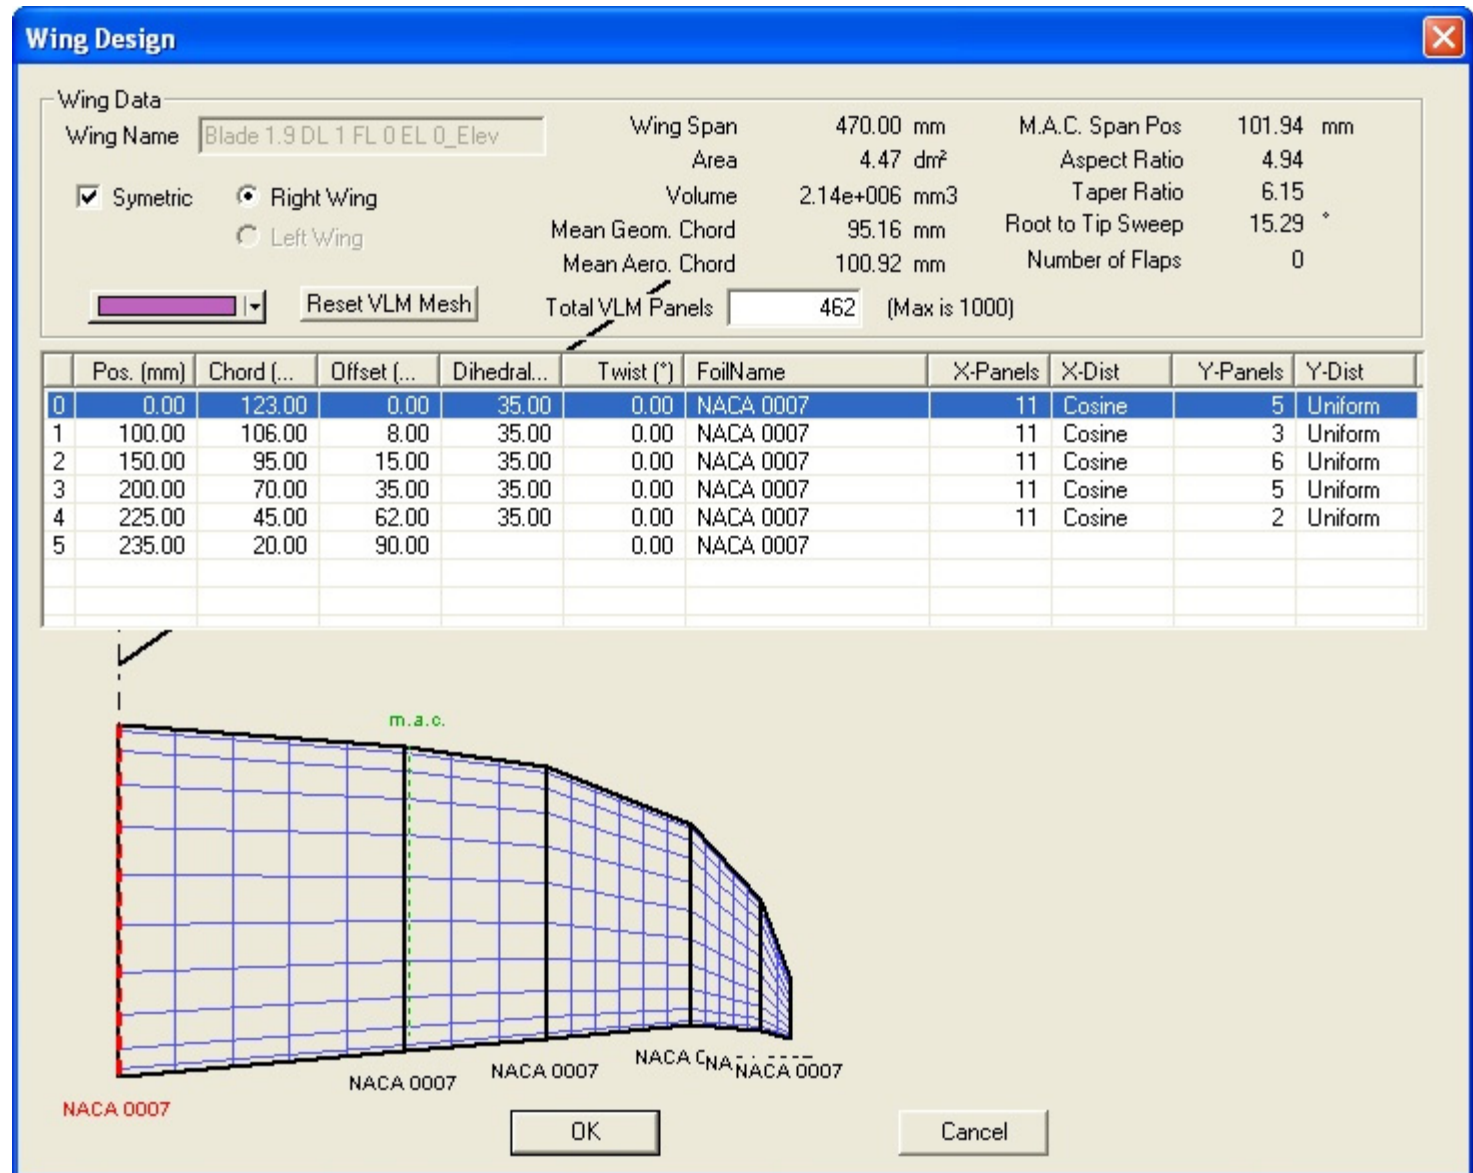 Wing Design
Wing Data
Wing Name Blade 1.9 DL 1 FL 0 EL 0_Elev Wing Span 470.00 mm M.A.C. Span Pos 101.94 mm
Area 4.47 dm² Aspect Ratio 4.94
Symetric Right Wing Volume 2.14e+006 mm3 Taper Ratio 6.15
Left Wing Mean Geom. Chord 95.16 mm Root to Tip Sweep 15.29 °
Mean Aero. Chord 100.92 mm Number of Flaps 0
Reset VLM Mesh Total VLM Panels 462 (Max is 1000)
Pos. (mm) Chord (... Offset (... Dihedral... Twist (°) FoilName X-Panels X-Dist Y-Panels Y-Dist
0 0.00 123.00 0.00 35.00 0.00 NACA 0007 11 Cosine 5 Uniform
1 100.00 106.00 8.00 35.00 0.00 NACA 0007 11 Cosine 3 Uniform
2 150.00 95.00 15.00 35.00 0.00 NACA 0007 11 Cosine 6 Uniform
3 200.00 70.00 35.00 35.00 0.00 NACA 0007 11 Cosine 5 Uniform
4 225.00 45.00 62.00 35.00 0.00 NACA 0007 11 Cosine 2 Uniform
5 235.00 20.00 90.00 0.00 NACA 0007
m.a.c.
NACA 0007 NACA 0007 NACA NA NACA 0007
NACA 0007
OK Cancel